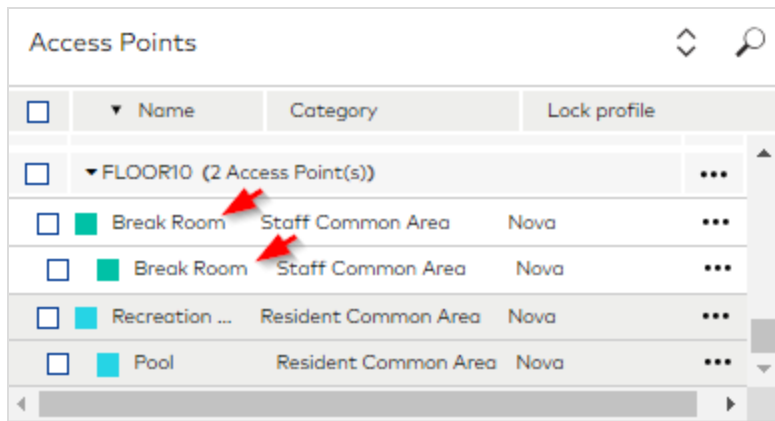 Access Points
Name Category Lock profile
FLOOR10 (2 Access Point(s))
Break Room Staff Common Area Nova
Break Room Staff Common Area Nova
Recreation ... Resident Common Area Nova
Pool Resident Common Area Nova